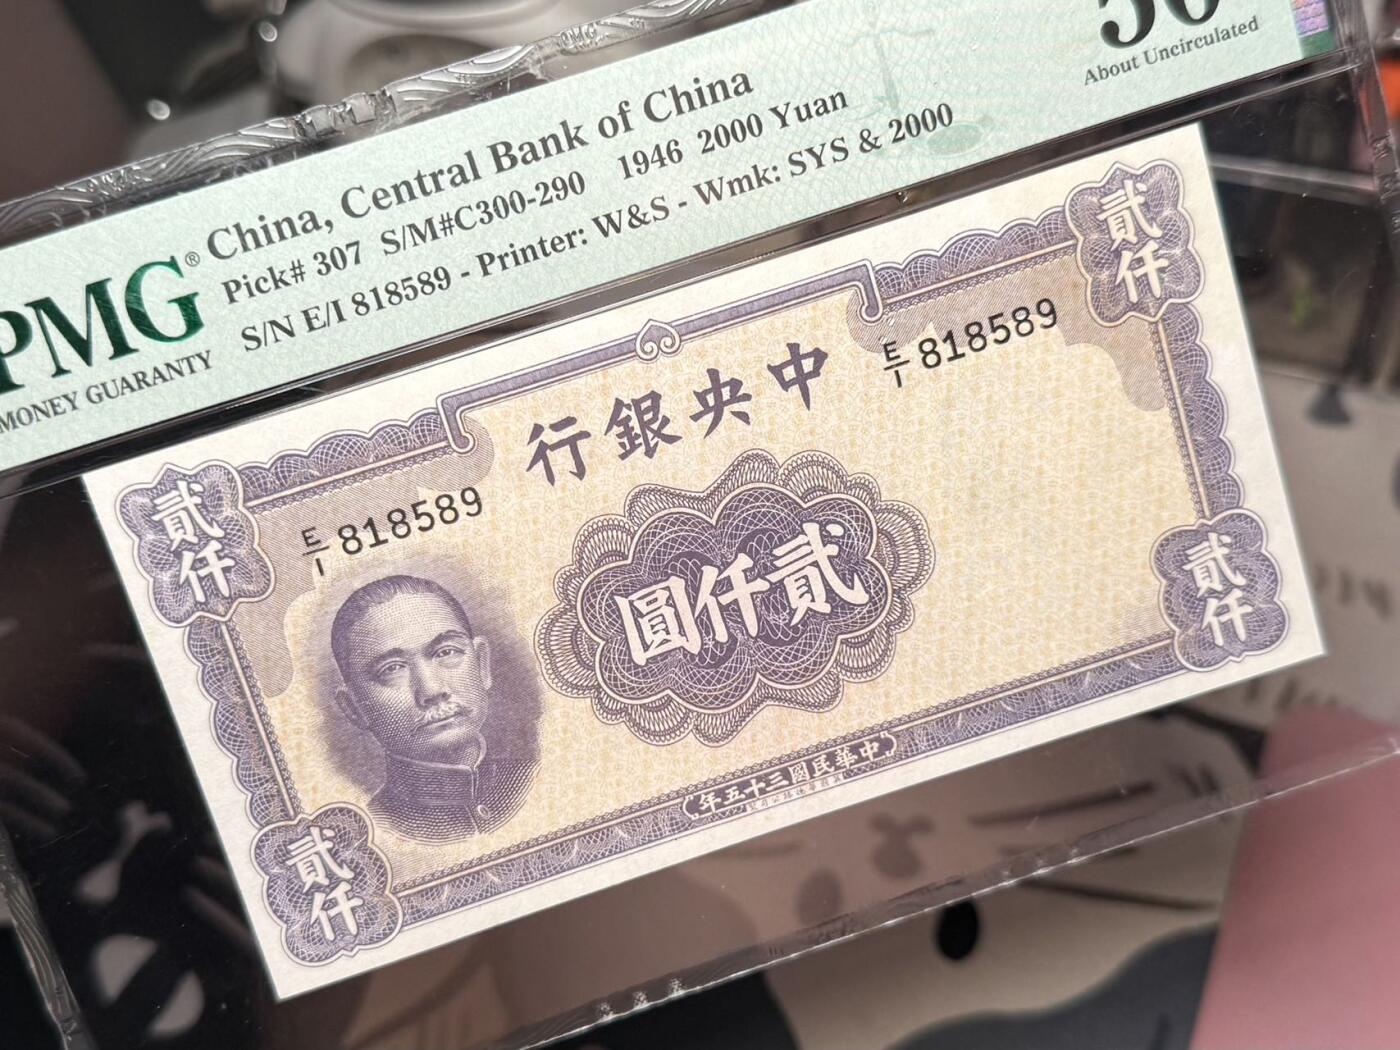 PMG
China, Central Bank of China
Pick# 307 S/M#C300-290 1946 2000 Yuan
S/N E/I 818589 - Printer: W&S - Wmk: SYS & 2000
About Uncirculated
PMG®
MONEY GUARANTY
貳仟
中央銀行
E/I 818589
貳仟
E/I 818589
貳仟圓
貳仟
中華民國三十五年
貳仟